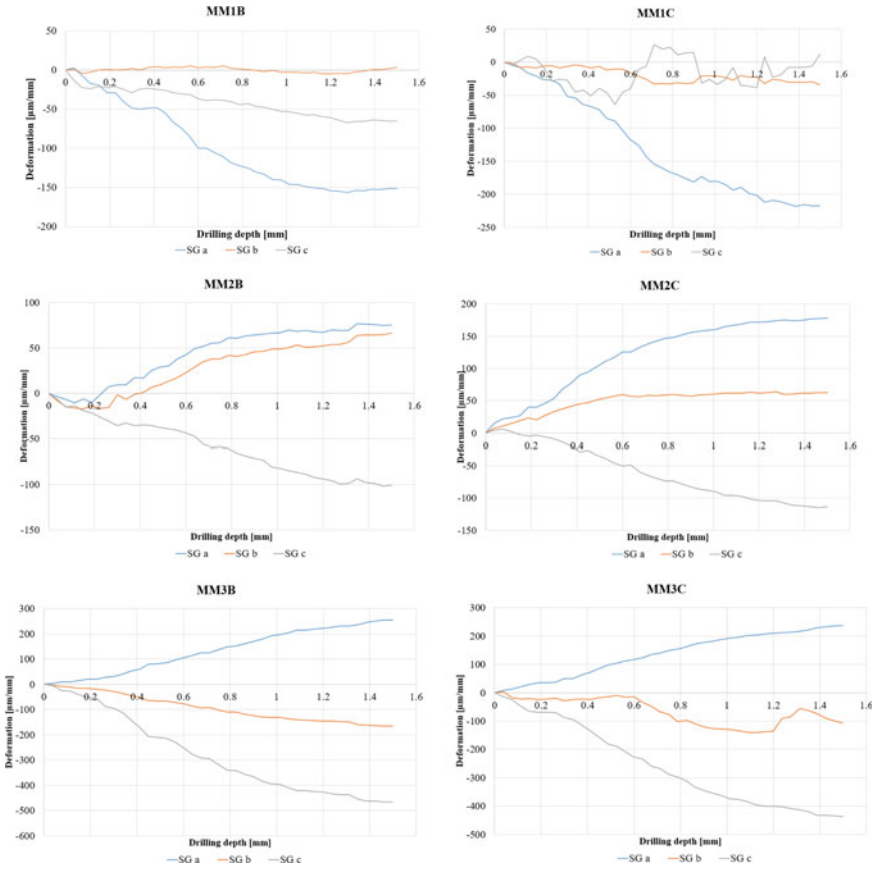 MM1B
50
0
-50
-100
-150
-200
0 0.2 0.4 0.6 0.8 1 1.2 1.4 1.6
Deformation [µm/mm]
Drilling depth [mm]
SG a SG b SG c
MM1C
50
0
-50
-100
-150
-200
-250
0 0.2 0.4 0.6 0.8 1 1.2 1.4 1.6
Deformation [µm/mm]
Drilling depth [mm]
SG a SG b SG c
MM2B
100
50
0
-50
-100
-150
0 0.2 0.4 0.6 0.8 1 1.2 1.4 1.6
Deformation [µm/mm]
Drilling depth [mm]
SG a SG b SG c
MM2C
200
150
100
50
0
-50
-100
-150
0 0.2 0.4 0.6 0.8 1 1.2 1.4 1.6
Deformation [µm/mm]
Drilling depth [mm]
SG a SG b SG c
MM3B
300
200
100
0
-100
-200
-300
-400
-500
-600
0 0.2 0.4 0.6 0.8 1 1.2 1.4 1.6
Deformation [µm/mm]
Drilling depth [mm]
SG a SG b SG c
MM3C
300
200
100
0
-100
-200
-300
-400
-500
0 0.2 0.4 0.6 0.8 1 1.2 1.4 1.6
Deformation [µm/mm]
Drilling depth [mm]
SG a SG b SG c